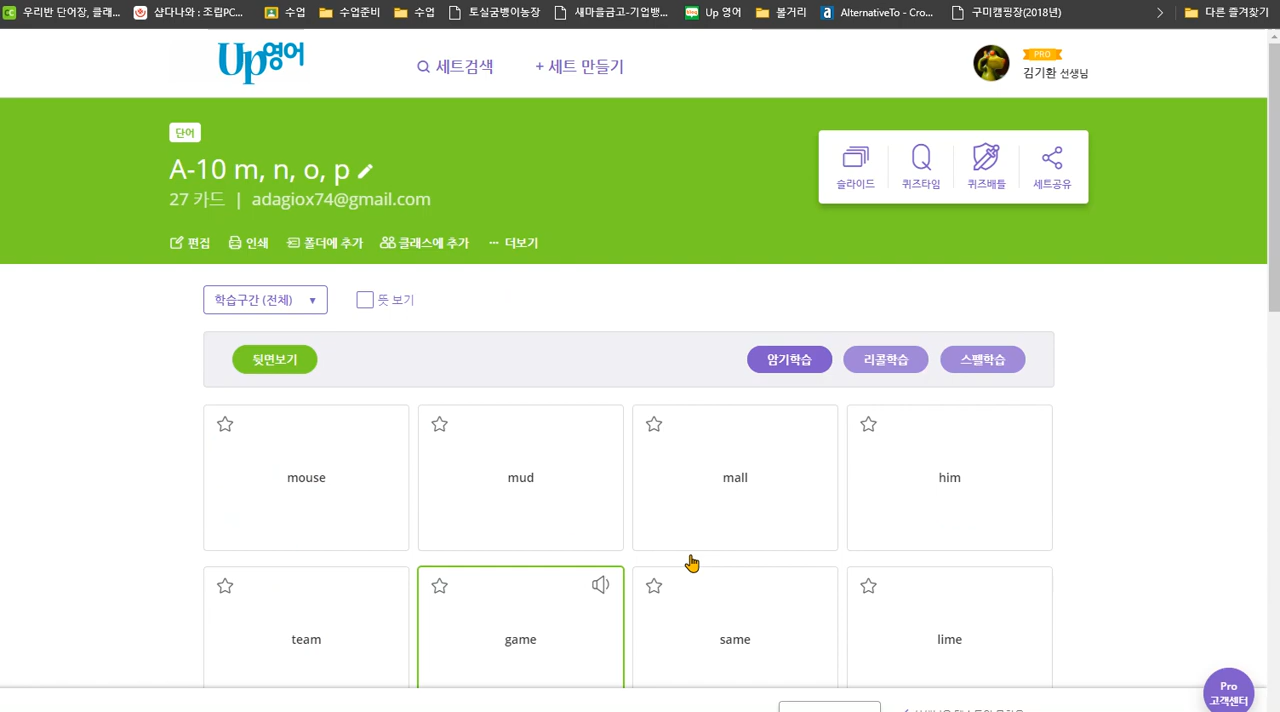 우리반 단어장, 클래... 샵다나와 : 조립PC... 수업 수업준비 수업 토실궁뱅이농장 새마을금고-기업뱅... Up 영어 볼거리 AlternativeTo - Cro... 구미캠핑장(2018년) 다른 즐겨찾기
Up영어 세트검색 + 세트 만들기 PRO
김기환 선생님
단어
A-10 m, n, o, p
27 카드 | adagiox74@gmail.com
슬라이드 퀴즈타임 퀴즈배틀 세트공유
편집 인쇄 폴더에 추가 클래스에 추가 ··· 더보기
학습구간 (전체) ▼ 뜻 보기
뒷면보기 암기학습 리콜학습 스펠학습
mouse mud mall him
team game same lime
Pro
고객센터